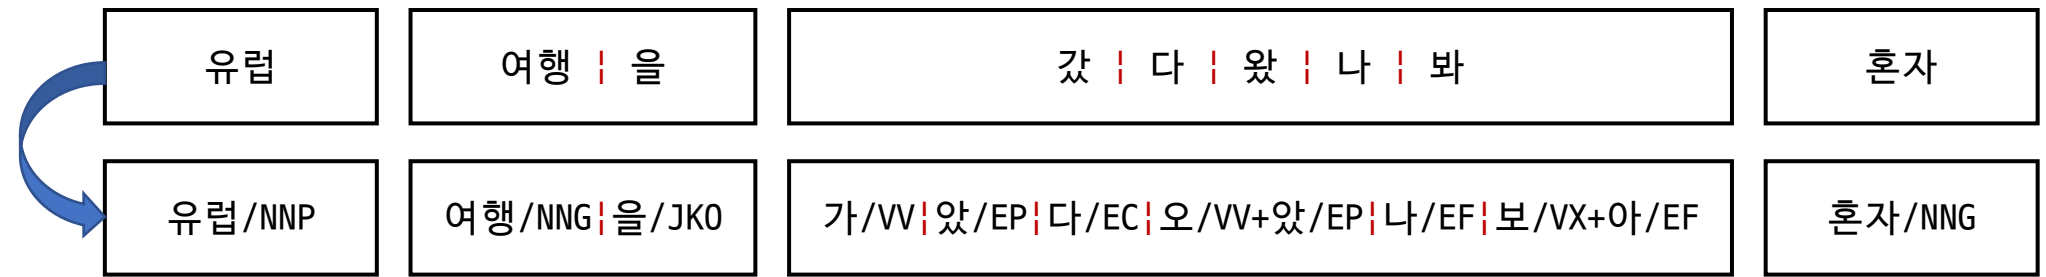 유럽 여행 ¦ 을 갔 ¦ 다 ¦ 왔 ¦ 나 ¦ 봐 혼자
유럽/NNP 여행/NNG¦을/JKO 가/VV¦았/EP¦다/EC¦오/VV+았/EP¦나/EF¦보/VX+아/EF 혼자/NNG